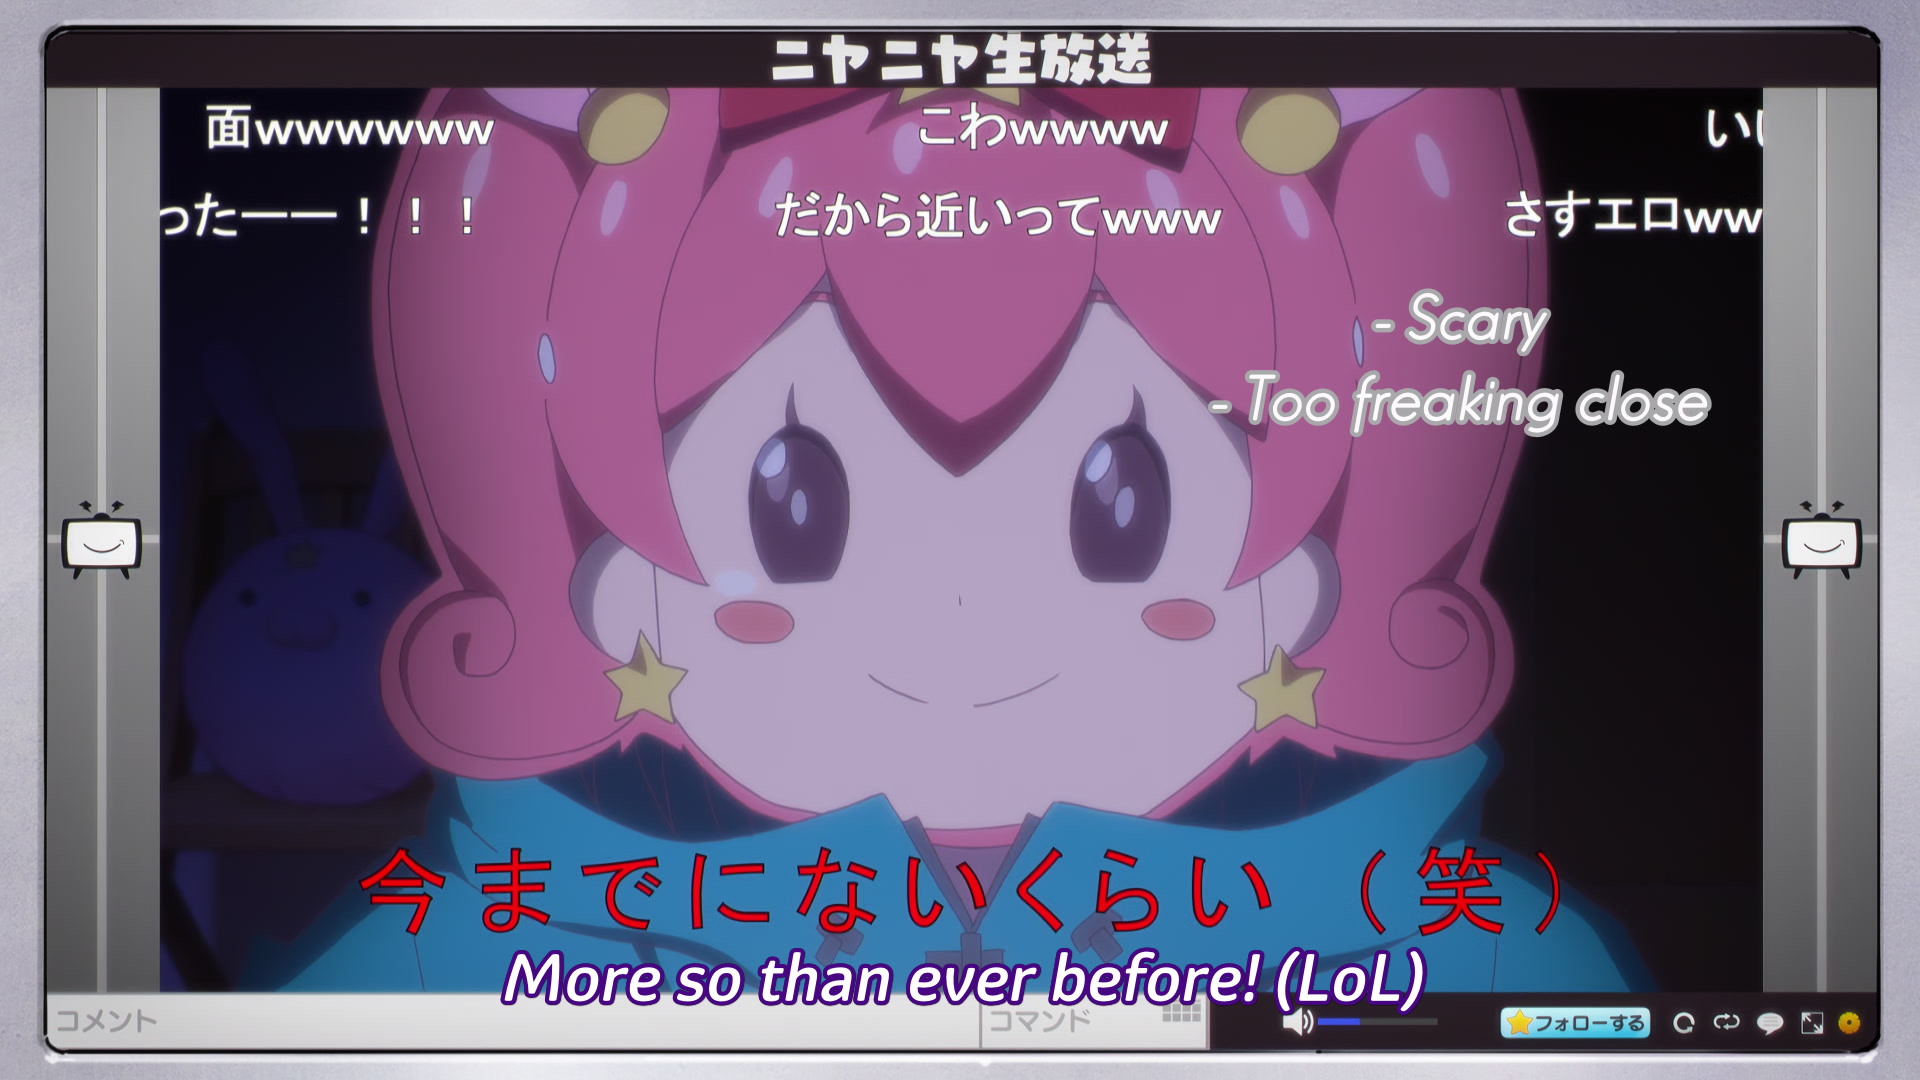 ニヤニヤ生放送
面wwwwww
こわwwww
ったーー！！！
だから近いってwww
さすエロww
- Scary
- Too freaking close
今までにないくらい（笑）
More so than ever before! (LoL)
コメント
コマンド
フォローする